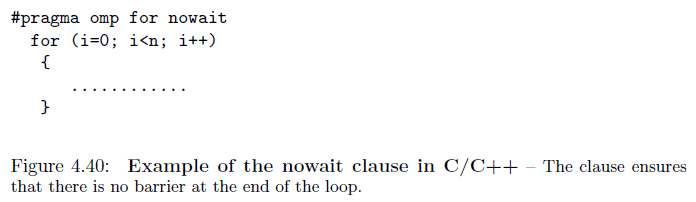 #pragma omp for nowait
for (i=0; i<n; i++)
{
............
}
Figure 4.40: Example of the nowait clause in C/C++ – The clause ensures
that there is no barrier at the end of the loop.